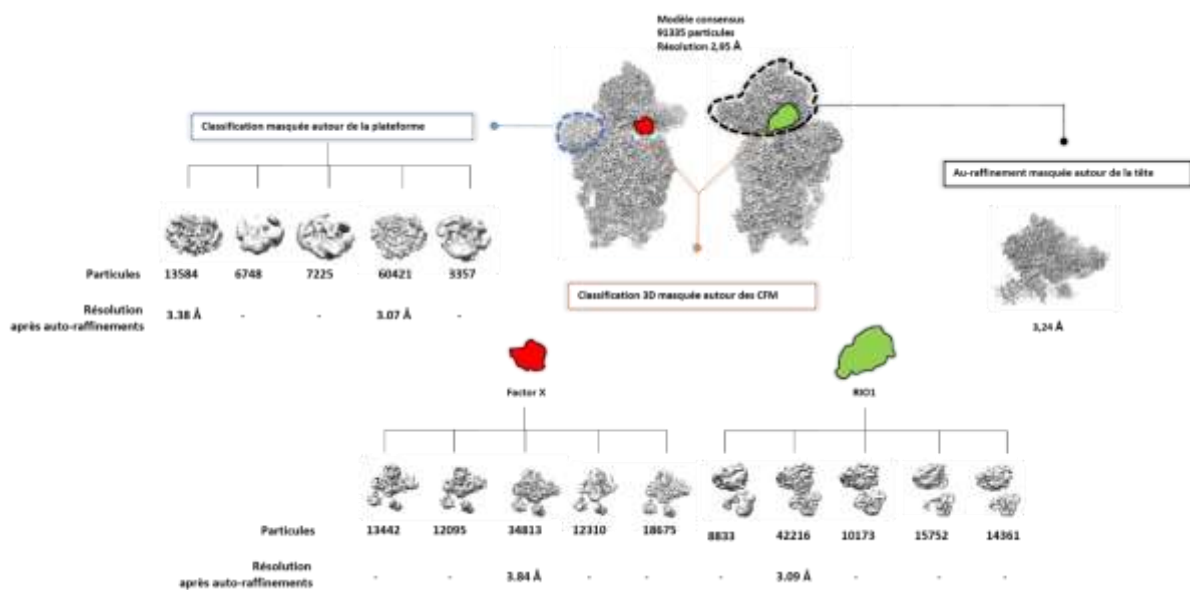 Modèle consensus
91335 particules
Résolution 2,95 Å
Classification masquée autour de la plateforme
Au-raffinement masquée autour de la tête
Particules 13584 6748 7225 60421 3357
Résolution
après auto-raffinements 3.38 Å - - 3.07 Å -
Classification 3D masquée autour des CFM
3,24 Å
Factor X
RIO1
Particules 13442 12095 34813 12310 18675 8833 42216 10173 15752 14361
Résolution
après auto-raffinements - - 3.84 Å - - - 3.09 Å - - -